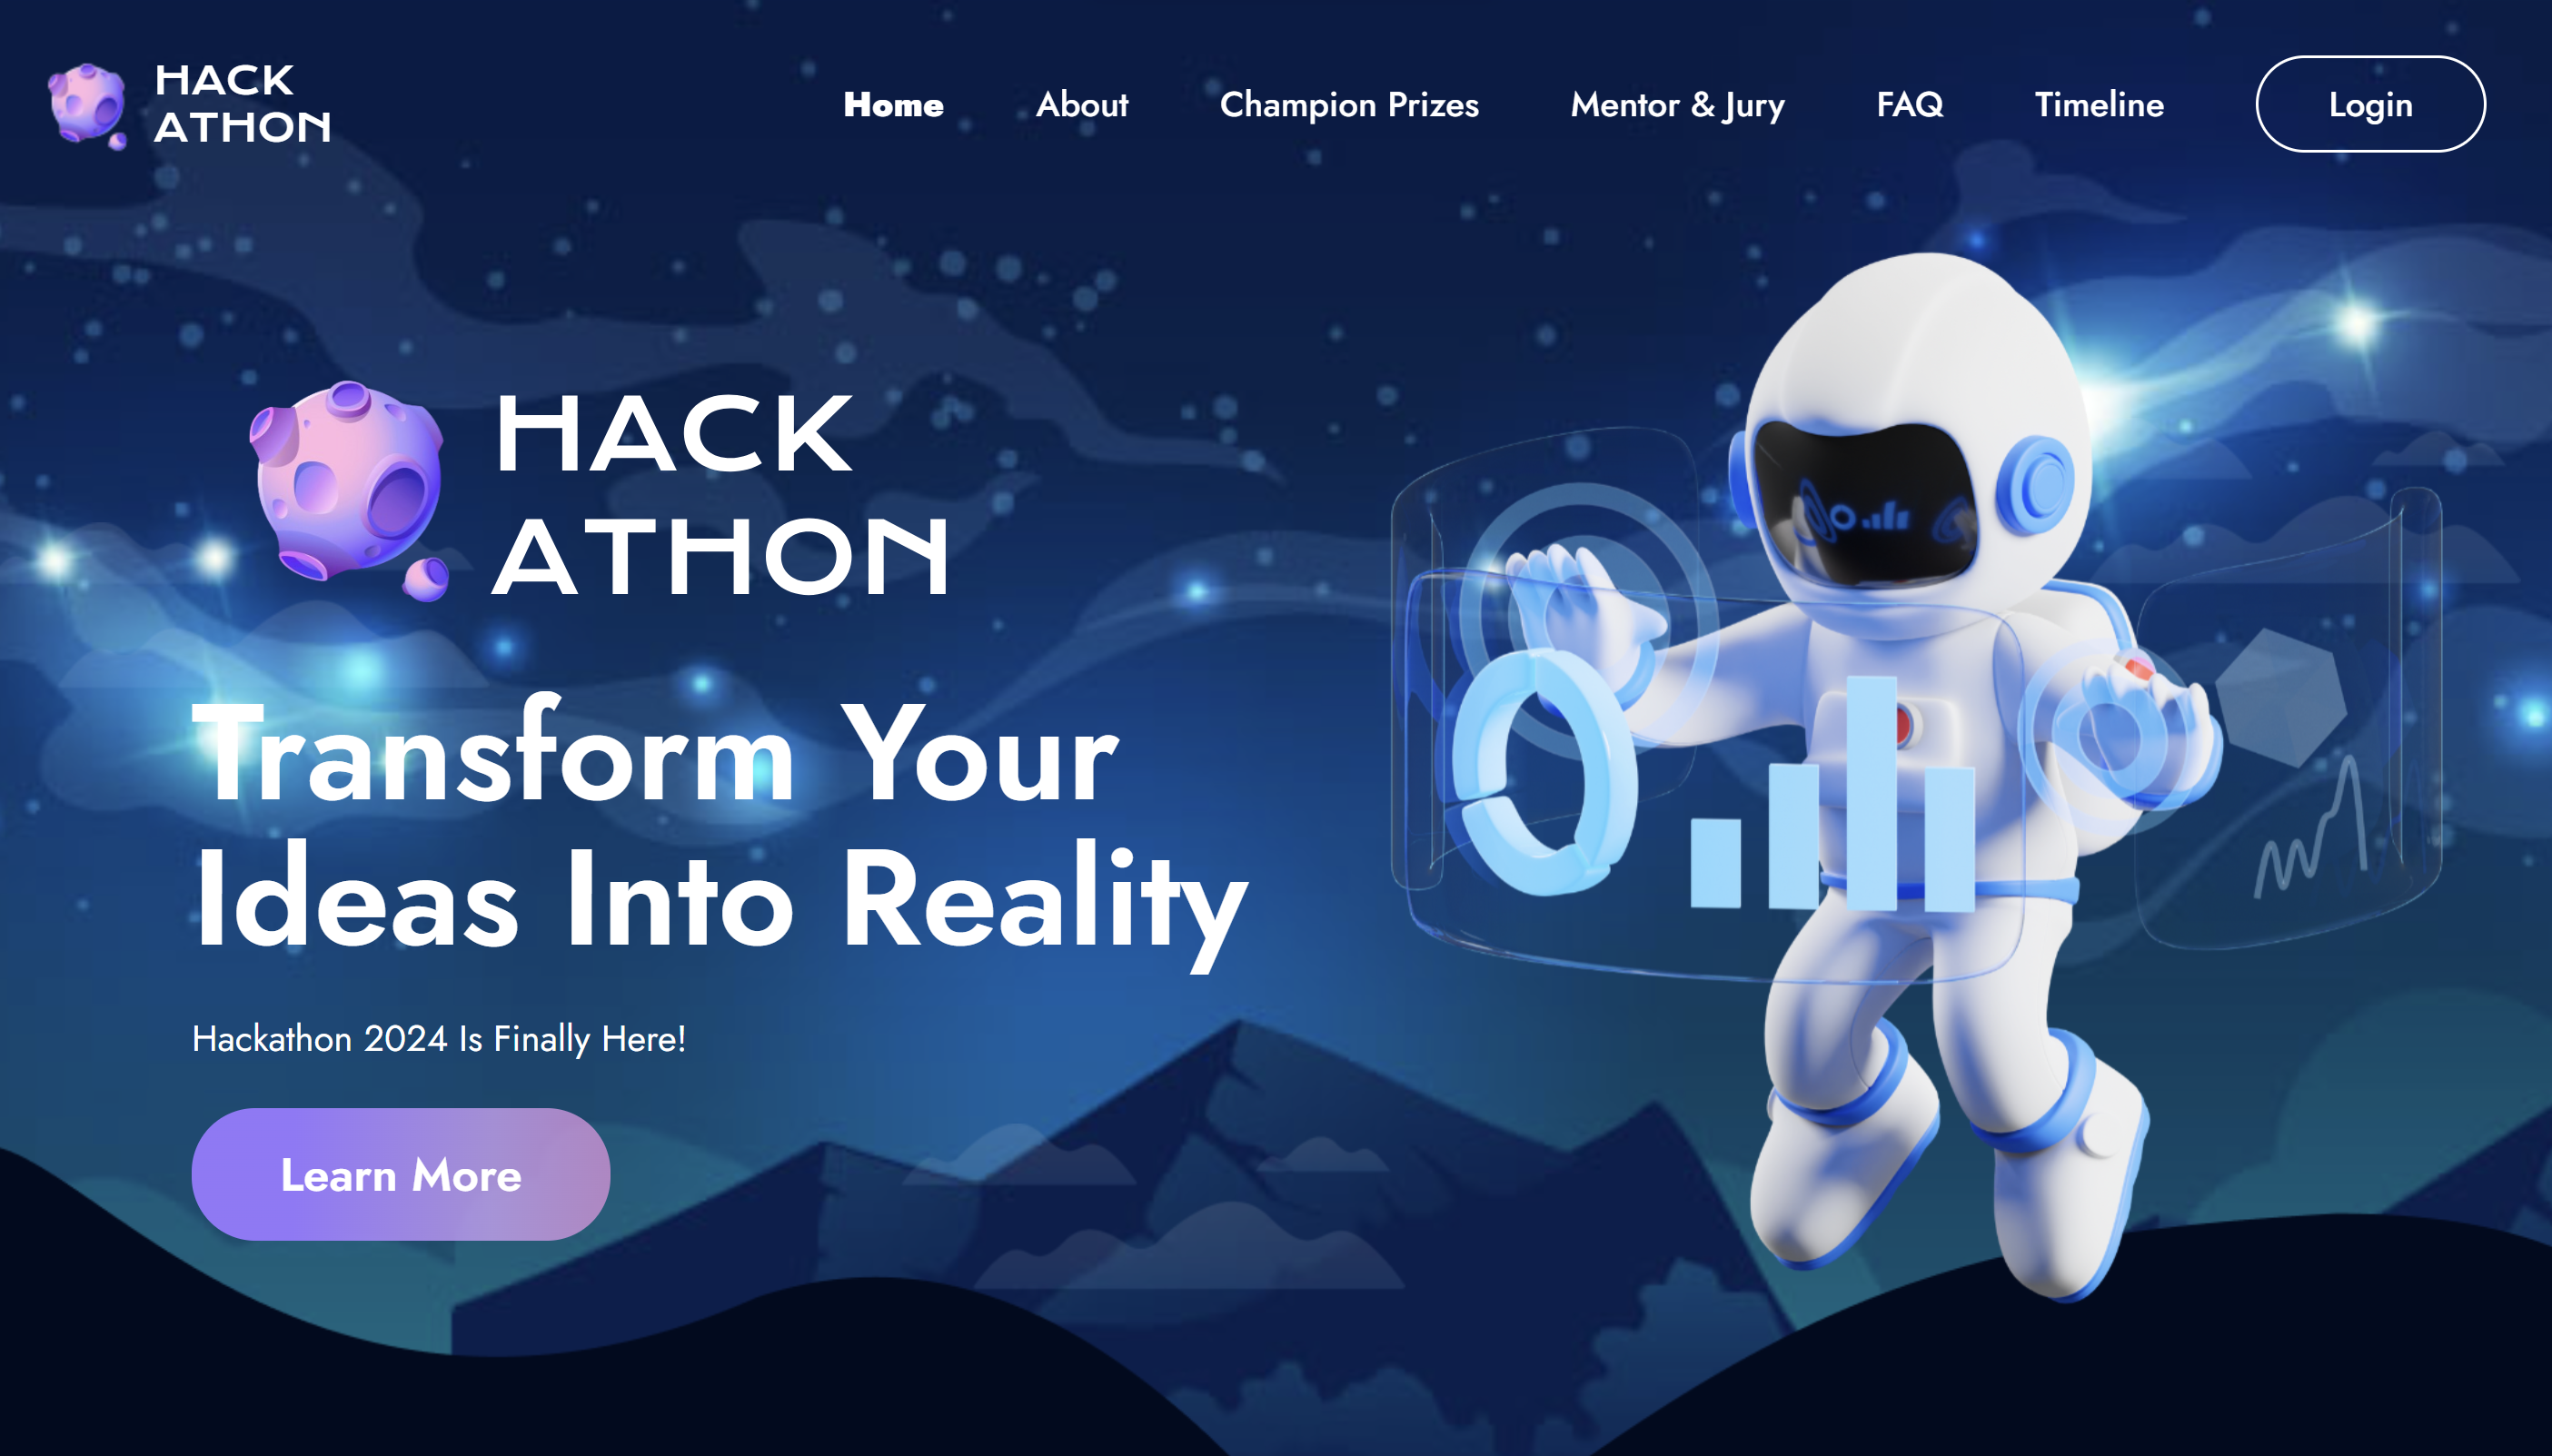 HACK
ATHON
Home About Champion Prizes Mentor & Jury FAQ Timeline Login
HACK
ATHON
Transform Your
Ideas Into Reality
Hackathon 2024 Is Finally Here!
Learn More